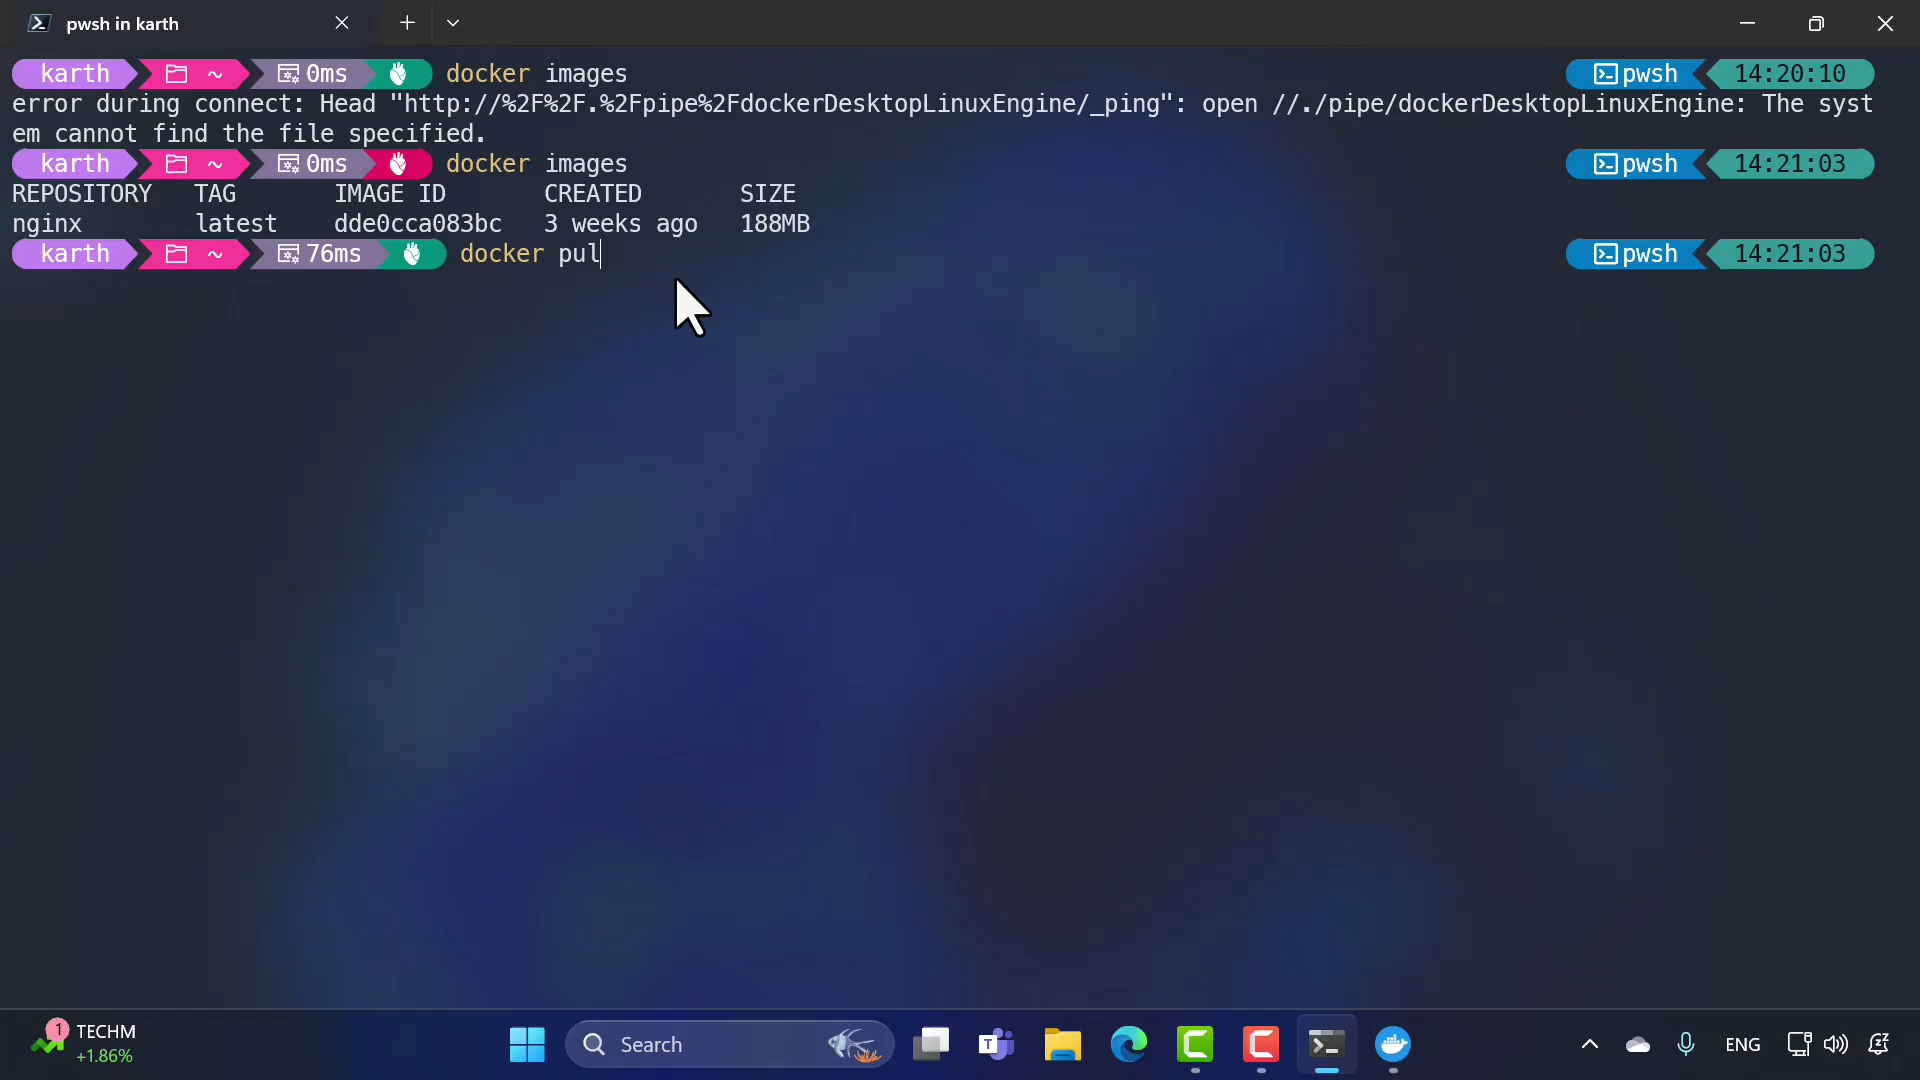 pwsh in karth
karth ~ 0ms docker images pwsh 14:20:10
error during connect: Head "http://%2F%2F.%2Fpipe%2FdockerDesktopLinuxEngine/_ping": open //./pipe/dockerDesktopLinuxEngine: The syst
em cannot find the file specified.
karth ~ 0ms docker images pwsh 14:21:03
REPOSITORY TAG IMAGE ID CREATED SIZE
nginx latest dde0cca083bc 3 weeks ago 188MB
karth ~ 76ms docker pul pwsh 14:21:03
1 TECHM
+1.86%
Search
T
ENG